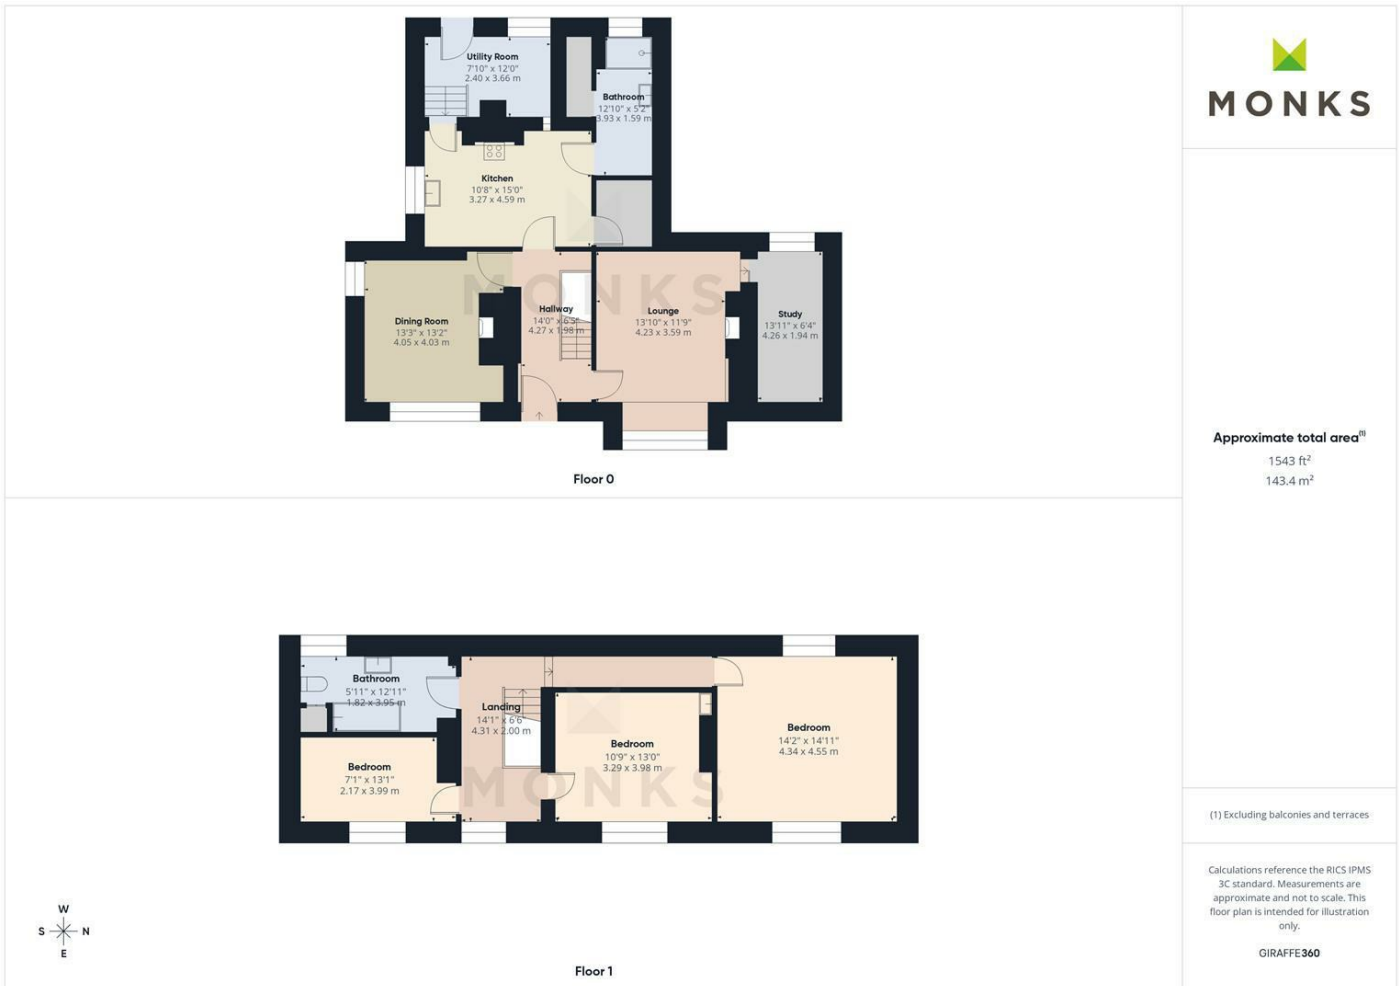 Utility Room
7'10" x 12'0"
2.40 x 3.66 m
Bathroom
12'10" x 5'2"
3.93 x 1.59 m
Kitchen
10'8" x 15'0"
3.27 x 4.59 m
Dining Room
13'3" x 13'2"
4.05 x 4.03 m
Hallway
14'0" x 6'5"
4.27 x 1.98 m
Lounge
13'10" x 11'9"
4.23 x 3.59 m
Study
13'11" x 6'4"
4.26 x 1.94 m
MONKS
Floor 0
Bathroom
5'11" x 12'11"
1.82 x 3.95 m
Landing
14'1" x 6'6"
4.31 x 2.00 m
Bedroom
7'1" x 13'1"
2.17 x 3.99 m
Bedroom
10'9" x 13'0"
3.29 x 3.98 m
Bedroom
14'2" x 14'11"
4.34 x 4.55 m
MONKS
W
S N
E
Floor 1
MONKS
Approximate total area(1)
1543 ft²
143.4 m²
(1) Excluding balconies and terraces
Calculations reference the RICS IPMS
3C standard. Measurements are
approximate and not to scale. This
floor plan is intended for illustration
only.
GIRAFFE360